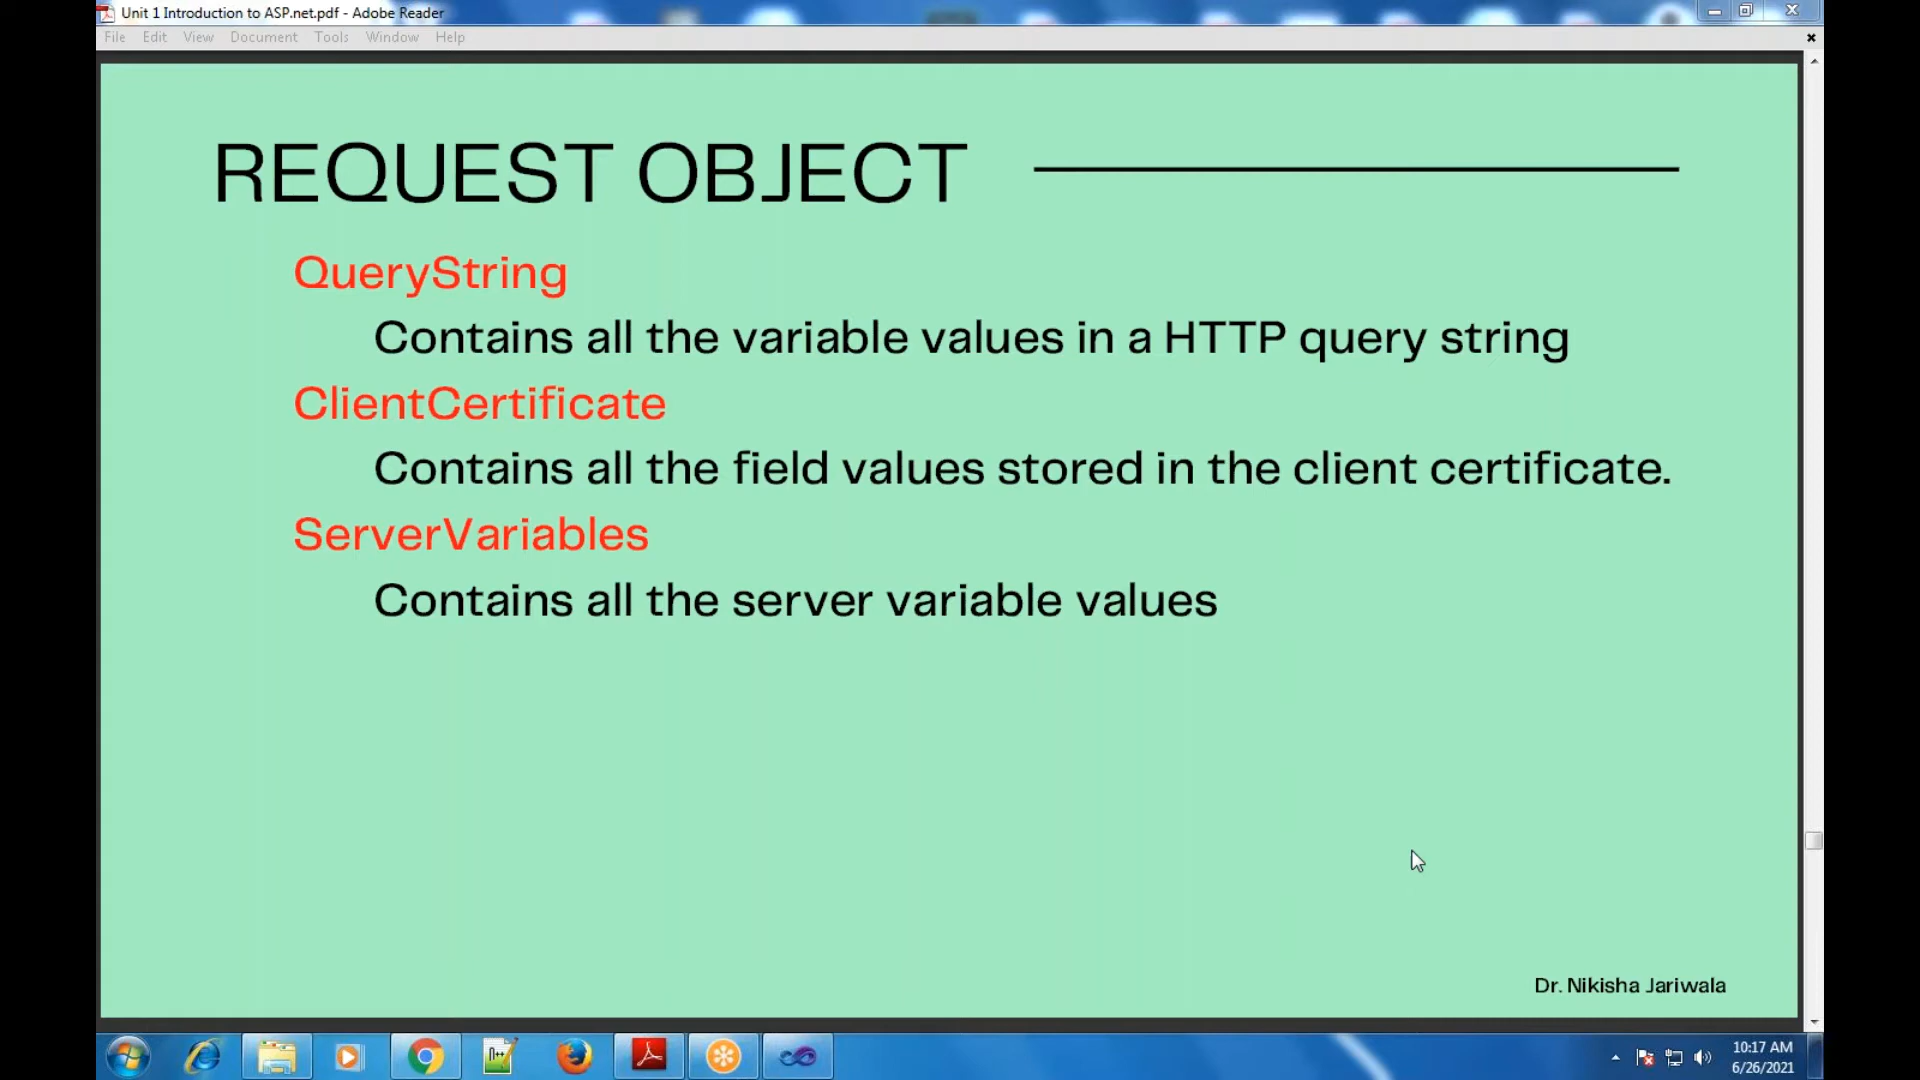 Unit 1 Introduction to ASP.net.pdf - Adobe Reader
File Edit View Document Tools Window Help
REQUEST OBJECT
QueryString
Contains all the variable values in a HTTP query string
ClientCertificate
Contains all the field values stored in the client certificate.
ServerVariables
Contains all the server variable values
Dr. Nikisha Jariwala
10:17 AM
6/26/2021